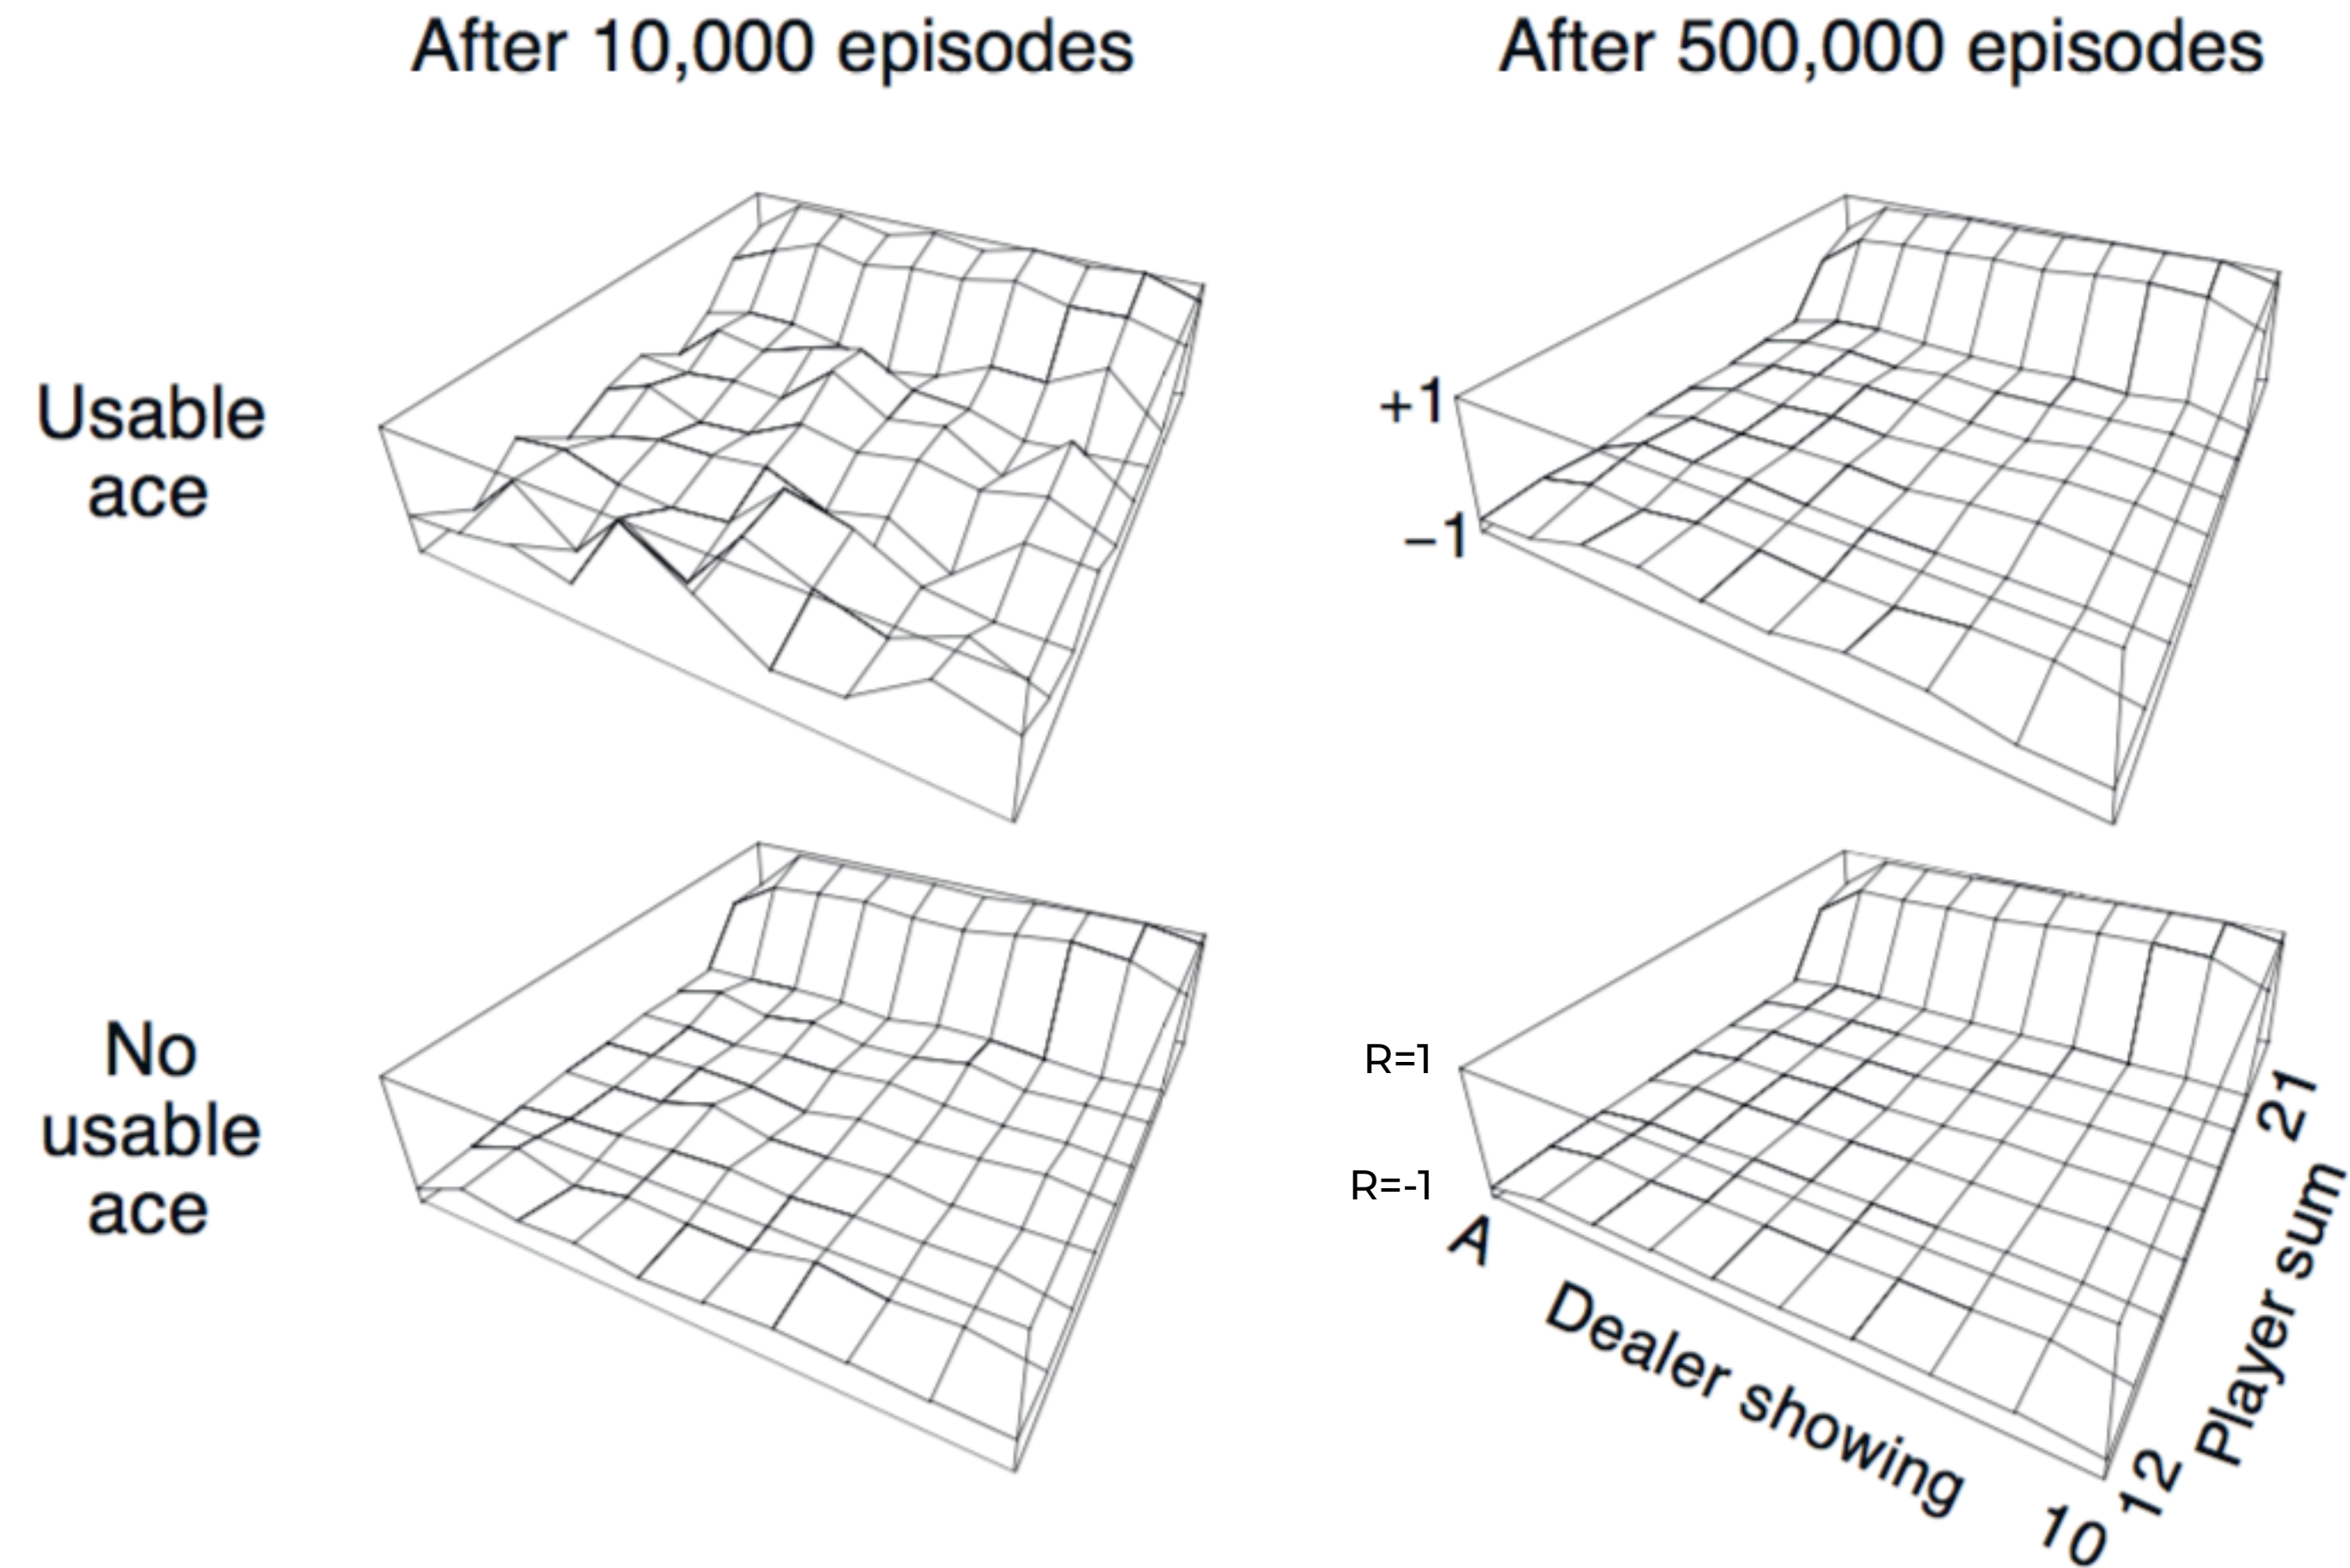 After 10,000 episodes
After 500,000 episodes
Usable
ace
+1
−1
No
usable
ace
R=1
R=-1
A
Dealer showing
10
12
Player sum
21